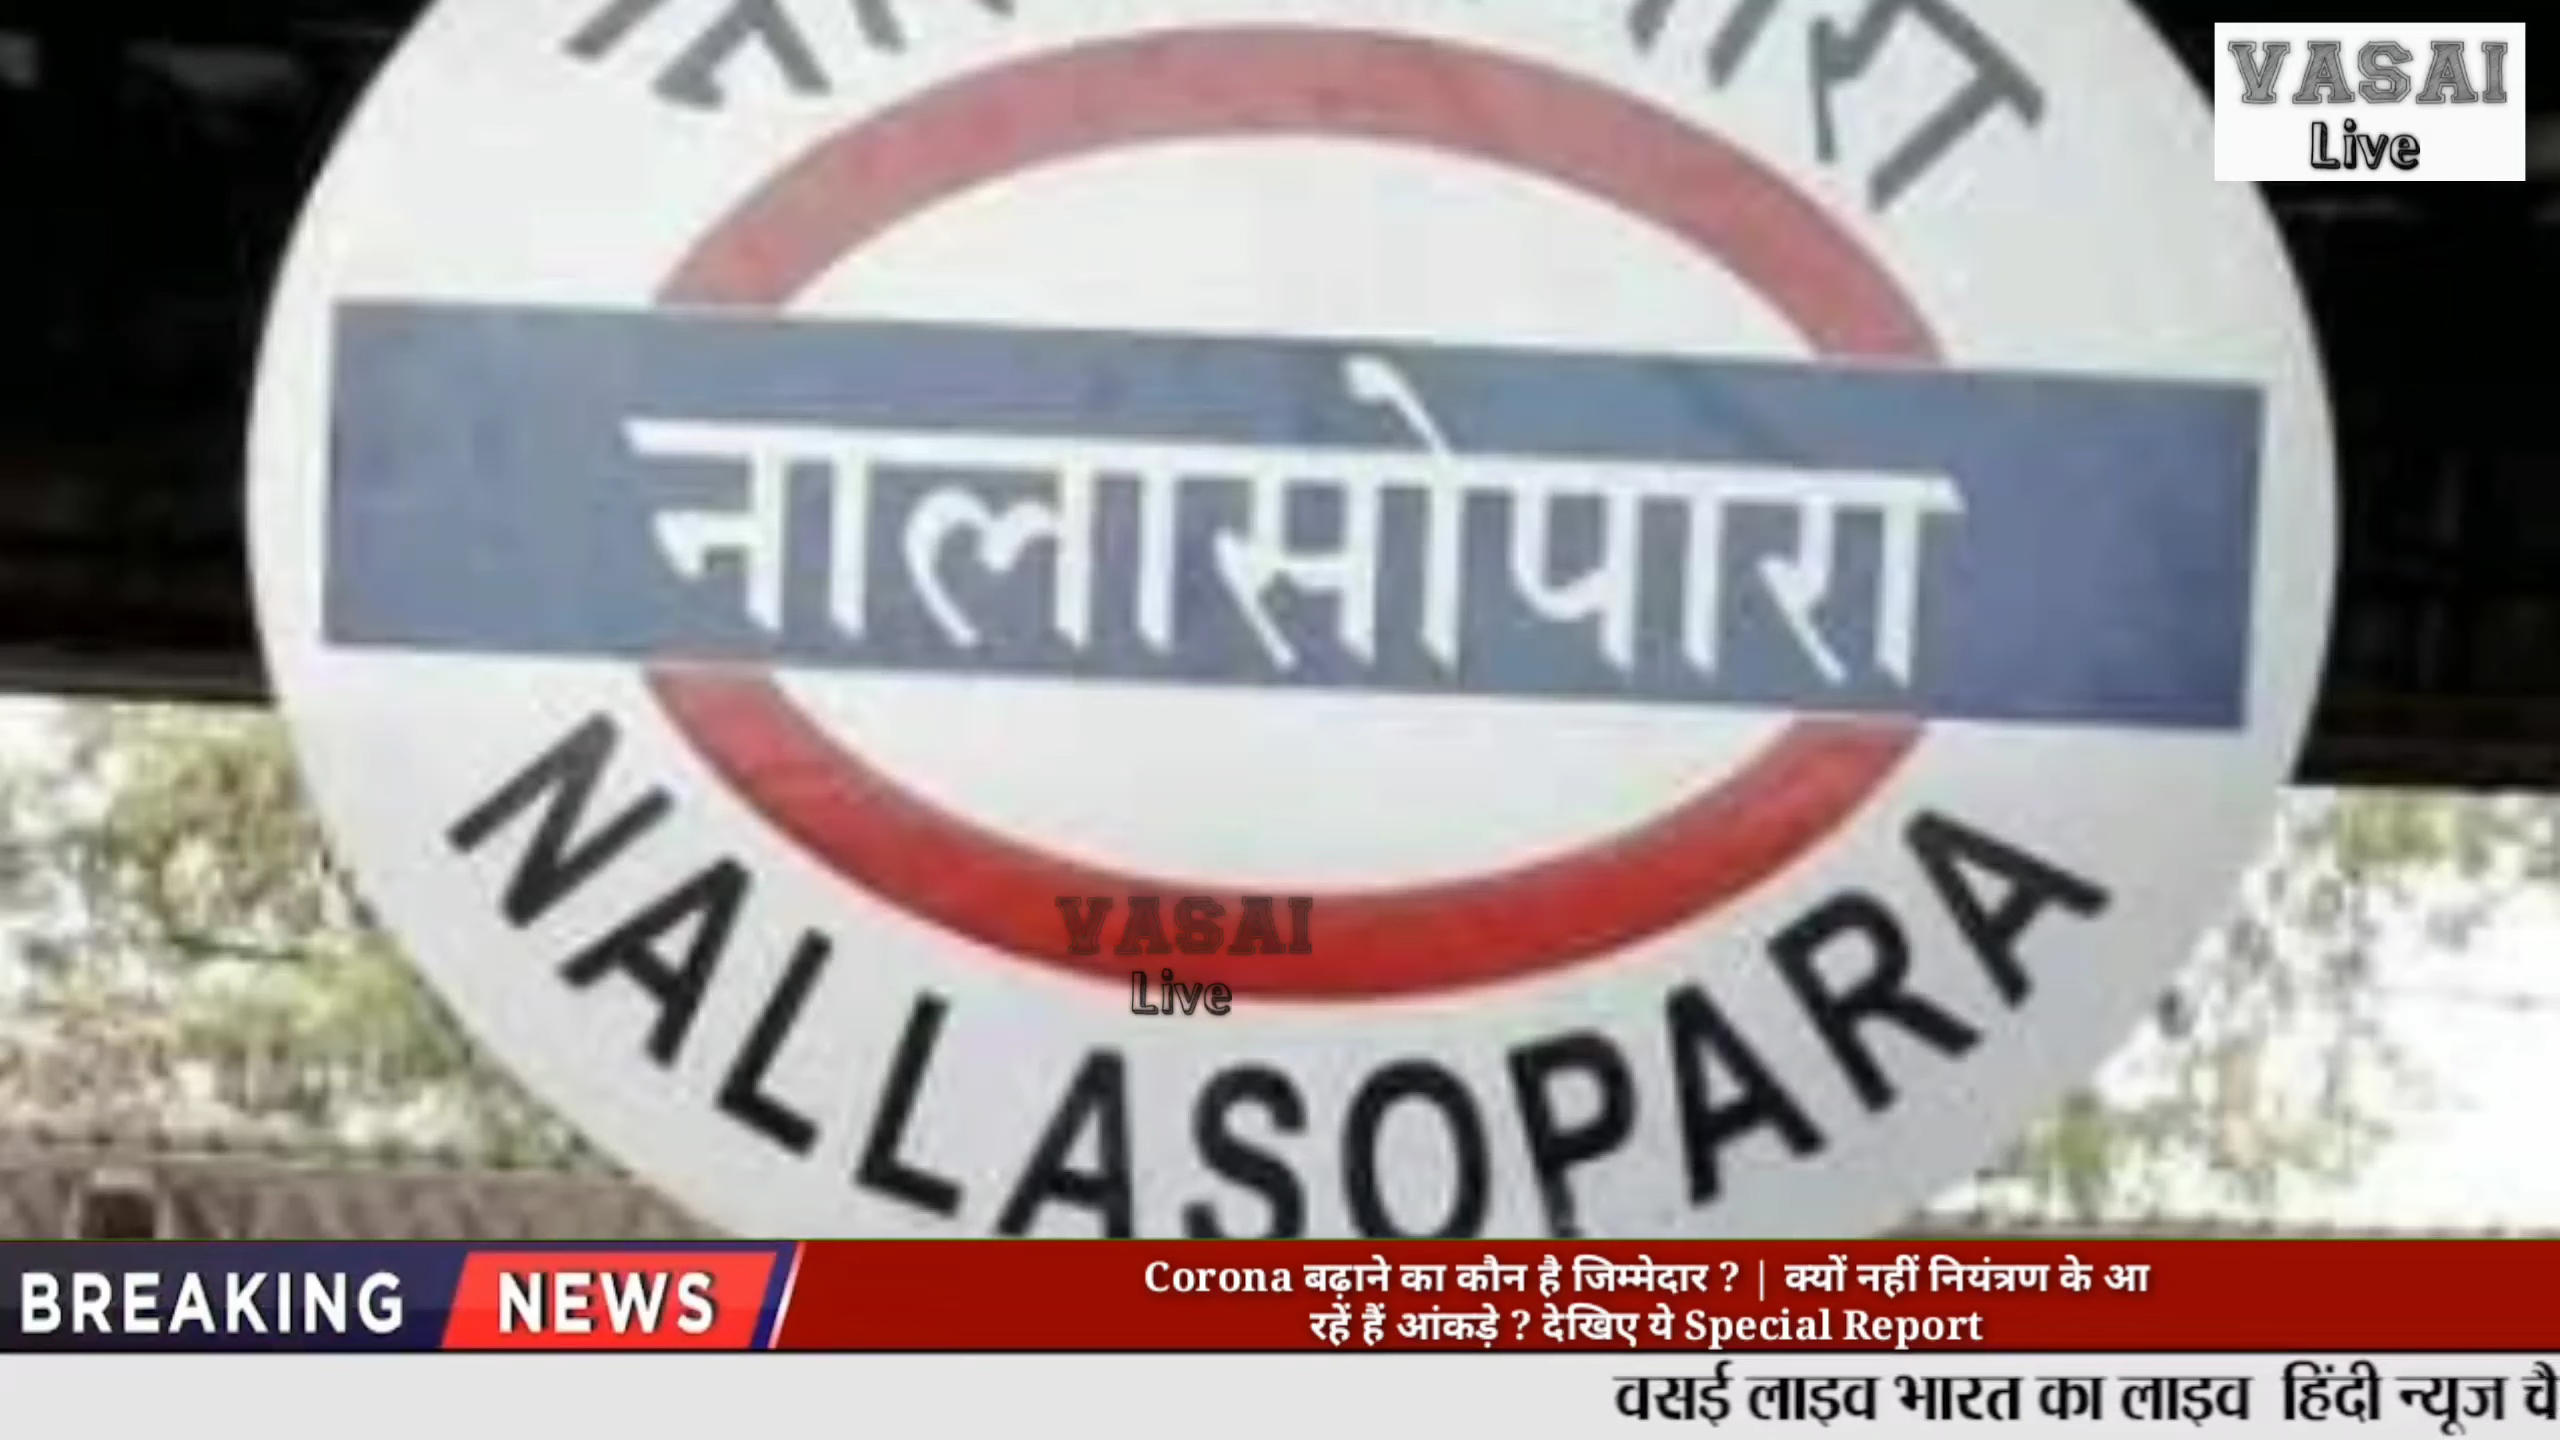 VASAI
Live
नालासोपारा
NALLASOPARA
VASAI
Live
BREAKING NEWS
Corona बढ़ाने का कौन है जिम्मेदार ? | क्यों नहीं नियंत्रण के आ
रहें हैं आंकड़े ? देखिए ये Special Report
वसई लाइव भारत का लाइव हिंदी न्यूज चै